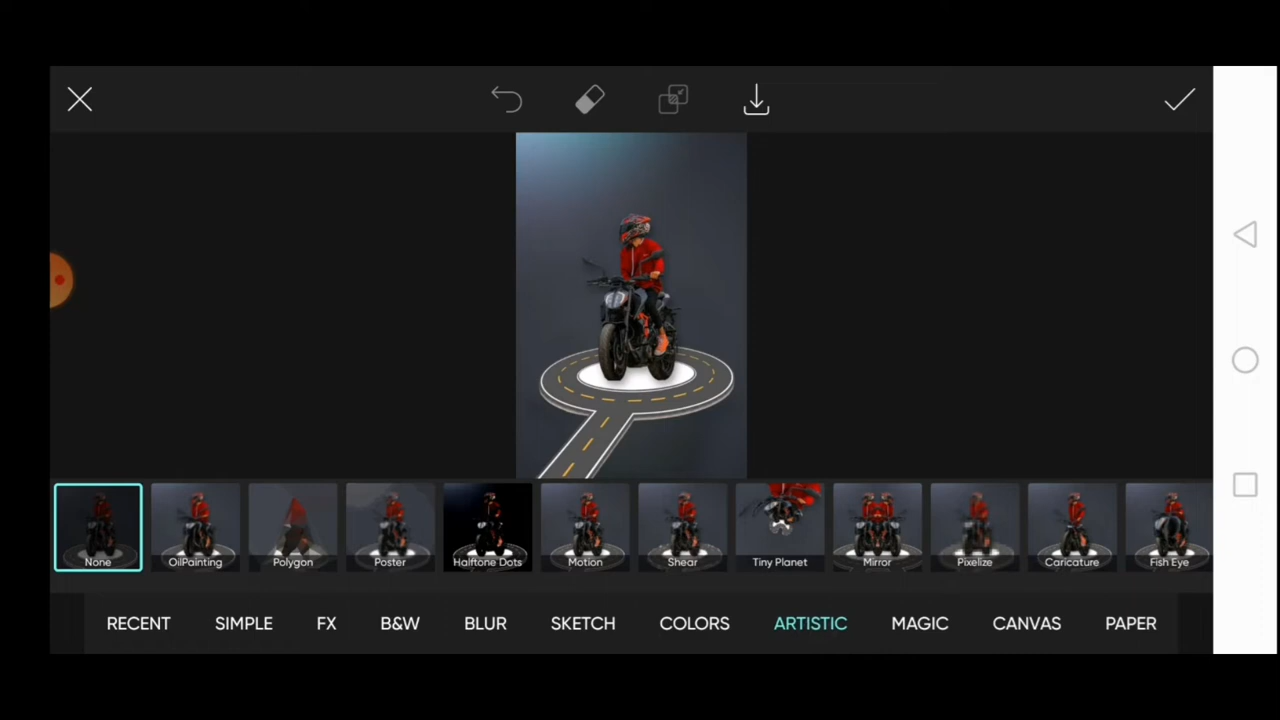 None OilPainting Polygon Poster Halftone Dots Motion Shear Tiny Planet Mirror Pixelize Caricature Fish Eye
RECENT SIMPLE FX B&W BLUR SKETCH COLORS ARTISTIC MAGIC CANVAS PAPER